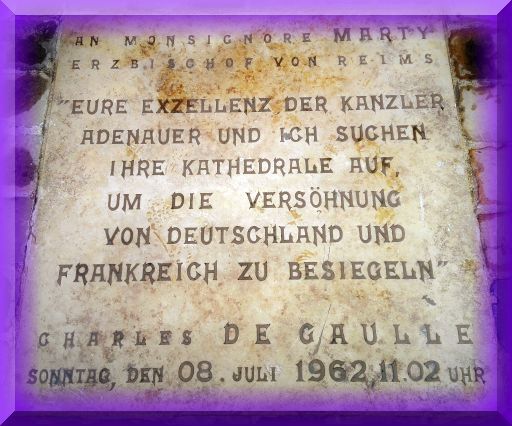 AN MONSIGNORE MARTY
ERZBISCHOF VON REIMS
"EURE EXZELLENZ DER KANZLER
ADENAUER UND ICH SUCHEN
IHRE KATHEDRALE AUF,
UM DIE VERSÖHNUNG
VON DEUTSCHLAND UND
FRANKREICH ZU BESIEGELN"
CHARLES DE GAULLE
SONNTAG, DEN 08. JULI 1962, 11.02 UHR